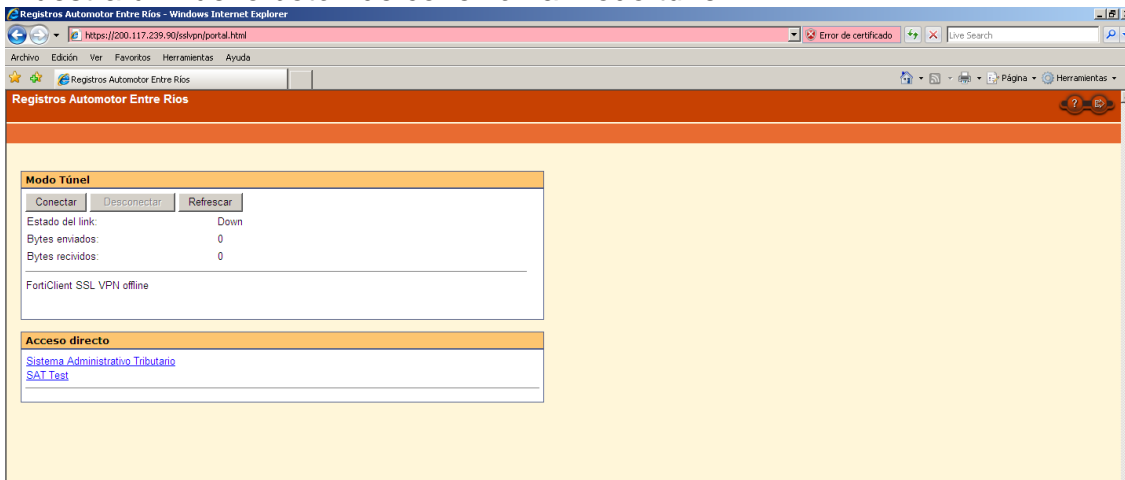 Registros Automotor Entre Ríos - Windows Internet Explorer
https://200.117.239.90/sslvpn/portal.html
Error de certificado
Live Search
Archivo Edición Ver Favoritos Herramientas Ayuda
Registros Automotor Entre Ríos
Página
Herramientas
Registros Automotor Entre Rios
Modo Túnel
Conectar
Desconectar
Refrescar
Estado del link: Down
Bytes enviados: 0
Bytes recividos: 0
FortiClient SSL VPN offline
Acceso directo
Sistema Administrativo Tributario
SAT Test